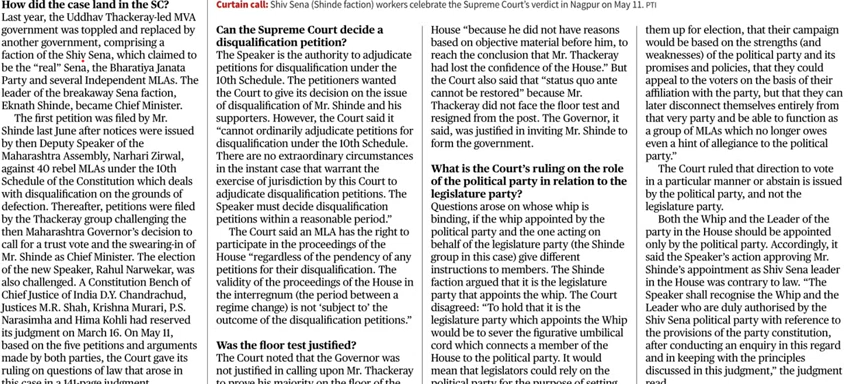 How did the case land in the SC?
Last year, the Uddhav Thackeray-led MVA
government was toppled and replaced by
another government, comprising a
faction of the Shiv Sena, which claimed to
be the “real” Sena, the Bharatiya Janata
Party and several Independent MLAs. The
leader of the breakaway Sena faction,
Eknath Shinde, became Chief Minister.
The first petition was filed by Mr.
Shinde last June after notices were issued
by then Deputy Speaker of the
Maharashtra Assembly, Narhari Zirwal,
against 40 rebel MLAs under the 10th
Schedule of the Constitution which deals
with disqualification on the grounds of
defection. Thereafter, petitions were filed
by the Thackeray group challenging the
then Maharashtra Governor’s decision to
call for a trust vote and the swearing-in of
Mr. Shinde as Chief Minister. The election
of the new Speaker, Rahul Narwekar, was
also challenged. A Constitution Bench of
Chief Justice of India D.Y. Chandrachud,
Justices M.R. Shah, Krishna Murari, P.S.
Narasimha and Hima Kohli had reserved
its judgment on March 16. On May 11,
based on the five petitions and arguments
made by both parties, the Court gave its
ruling on questions of law that arose in
this case in a 141-page judgment.
Curtain call: Shiv Sena (Shinde faction) workers celebrate the Supreme Court’s verdict in Nagpur on May 11. PTI
Can the Supreme Court decide a
disqualification petition?
The Speaker is the authority to adjudicate
petitions for disqualification under the
10th Schedule. The petitioners wanted
the Court to give its decision on the issue
of disqualification of Mr. Shinde and his
supporters. However, the Court said it
“cannot ordinarily adjudicate petitions for
disqualification under the 10th Schedule.
There are no extraordinary circumstances
in the instant case that warrant the
exercise of jurisdiction by this Court to
adjudicate disqualification petitions. The
Speaker must decide disqualification
petitions within a reasonable period.”
The Court said an MLA has the right to
participate in the proceedings of the
House “regardless of the pendency of any
petitions for their disqualification. The
validity of the proceedings of the House in
the interregnum (the period between a
regime change) is not ‘subject to’ the
outcome of the disqualification petitions.”
Was the floor test justified?
The Court noted that the Governor was
not justified in calling upon Mr. Thackeray
to prove his majority on the floor of the
House “because he did not have reasons
based on objective material before him, to
reach the conclusion that Mr. Thackeray
had lost the confidence of the House.” But
the Court also said that “status quo ante
cannot be restored” because Mr.
Thackeray did not face the floor test and
resigned from the post. The Governor, it
said, was justified in inviting Mr. Shinde to
form the government.
What is the Court’s ruling on the role
of the political party in relation to the
legislature party?
Questions arose on whose whip is
binding, if the whip appointed by the
political party and the one acting on
behalf of the legislature party (the Shinde
group in this case) give different
instructions to members. The Shinde
faction argued that it is the legislature
party that appoints the whip. The Court
disagreed: “To hold that it is the
legislature party which appoints the Whip
would be to sever the figurative umbilical
cord which connects a member of the
House to the political party. It would
mean that legislators could rely on the
political party for the purpose of setting
them up for election, that their campaign
would be based on the strengths (and
weaknesses) of the political party and its
promises and policies, that they could
appeal to the voters on the basis of their
affiliation with the party, but that they can
later disconnect themselves entirely from
that very party and be able to function as
a group of MLAs which no longer owes
even a hint of allegiance to the political
party.”
The Court ruled that direction to vote
in a particular manner or abstain is issued
by the political party, and not the
legislature party.
Both the Whip and the Leader of the
party in the House should be appointed
only by the political party. Accordingly, it
said the Speaker’s action approving Mr.
Shinde’s appointment as Shiv Sena leader
in the House was contrary to law. “The
Speaker shall recognise the Whip and the
Leader who are duly authorised by the
Shiv Sena political party with reference to
the provisions of the party constitution,
after conducting an enquiry in this regard
and in keeping with the principles
discussed in this judgment,” the judgment
read.